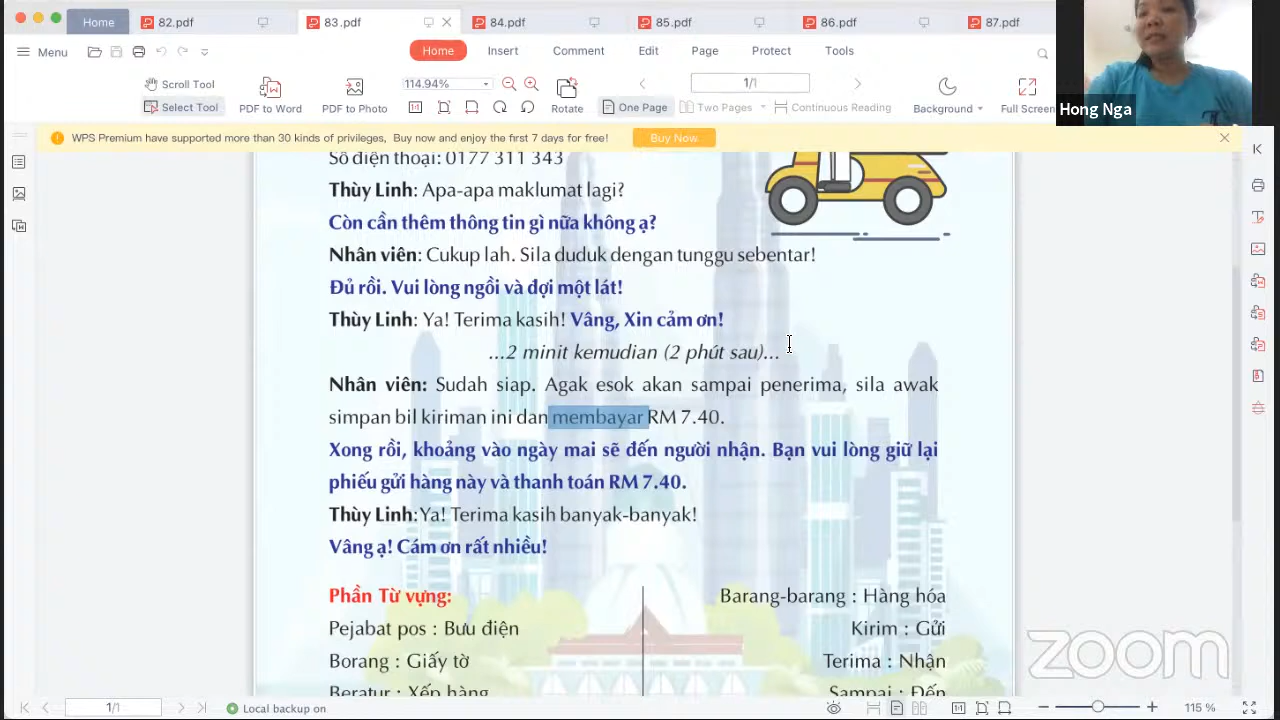 Home 82.pdf 83.pdf 84.pdf 85.pdf 86.pdf 87.pdf
Menu Home Insert Comment Edit Page Protect Tools
Scroll Tool 114.94% 1/1
Select Tool PDF to Word PDF to Photo Rotate One Page Two Pages Continuous Reading Background Full Screen
Hong Nga
WPS Premium have supported more than 30 kinds of privileges, Buy now and enjoy the first 7 days for free! Buy Now
Số điện thoại: 0177 311 343
Thùy Linh: Apa-apa maklumat lagi?
Còn cần thêm thông tin gì nữa không ạ?
Nhân viên: Cukup lah. Sila duduk dengan tunggu sebentar!
Đủ rồi. Vui lòng ngồi và đợi một lát!
Thùy Linh: Ya! Terima kasih! Vâng, Xin cảm ơn!
...2 minit kemudian (2 phút sau)...
Nhân viên: Sudah siap. Agak esok akan sampai penerima, sila awak
simpan bil kiriman ini dan membayar RM 7.40.
Xong rồi, khoảng vào ngày mai sẽ đến người nhận. Bạn vui lòng giữ lại
phiếu gửi hàng này và thanh toán RM 7.40.
Thùy Linh: Ya! Terima kasih banyak-banyak!
Vâng ạ! Cám ơn rất nhiều!
Phần Từ vựng:
Pejabat pos : Bưu điện
Borang : Giấy tờ
Beratur : Xếp hàng
Barang-barang : Hàng hóa
Kirim : Gửi
Terima : Nhận
Sampai : Đến
zoom
1/1 Local backup on 115 %